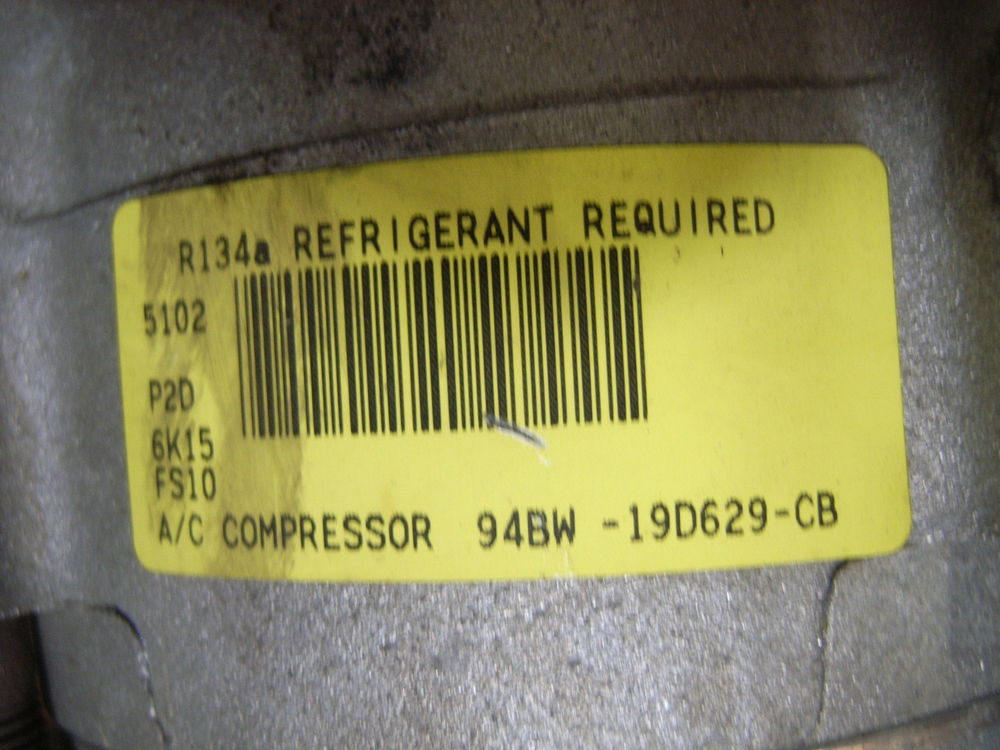 R134a REFRIGERANT REQUIRED
5102
P2D
6K15
FS10
A/C COMPRESSOR 94BW -19D629-CB